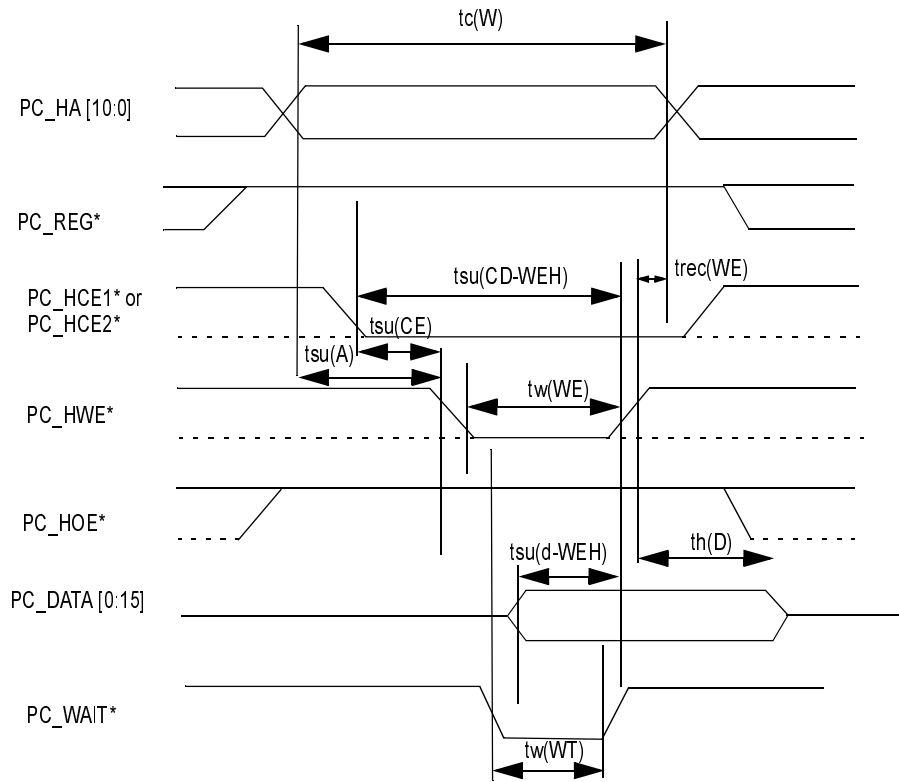 tc(W)
PC_HA [10:0]
PC_REG*
trec(WE)
tsu(CD-WEH)
PC_HCE1* or
PC_HCE2*
tsu(CE)
tsu(A)
tw(WE)
PC_HWE*
PC_HOE*
th(D)
tsu(d-WEH)
PC_DATA [0:15]
PC_WAIT*
tw(WT)